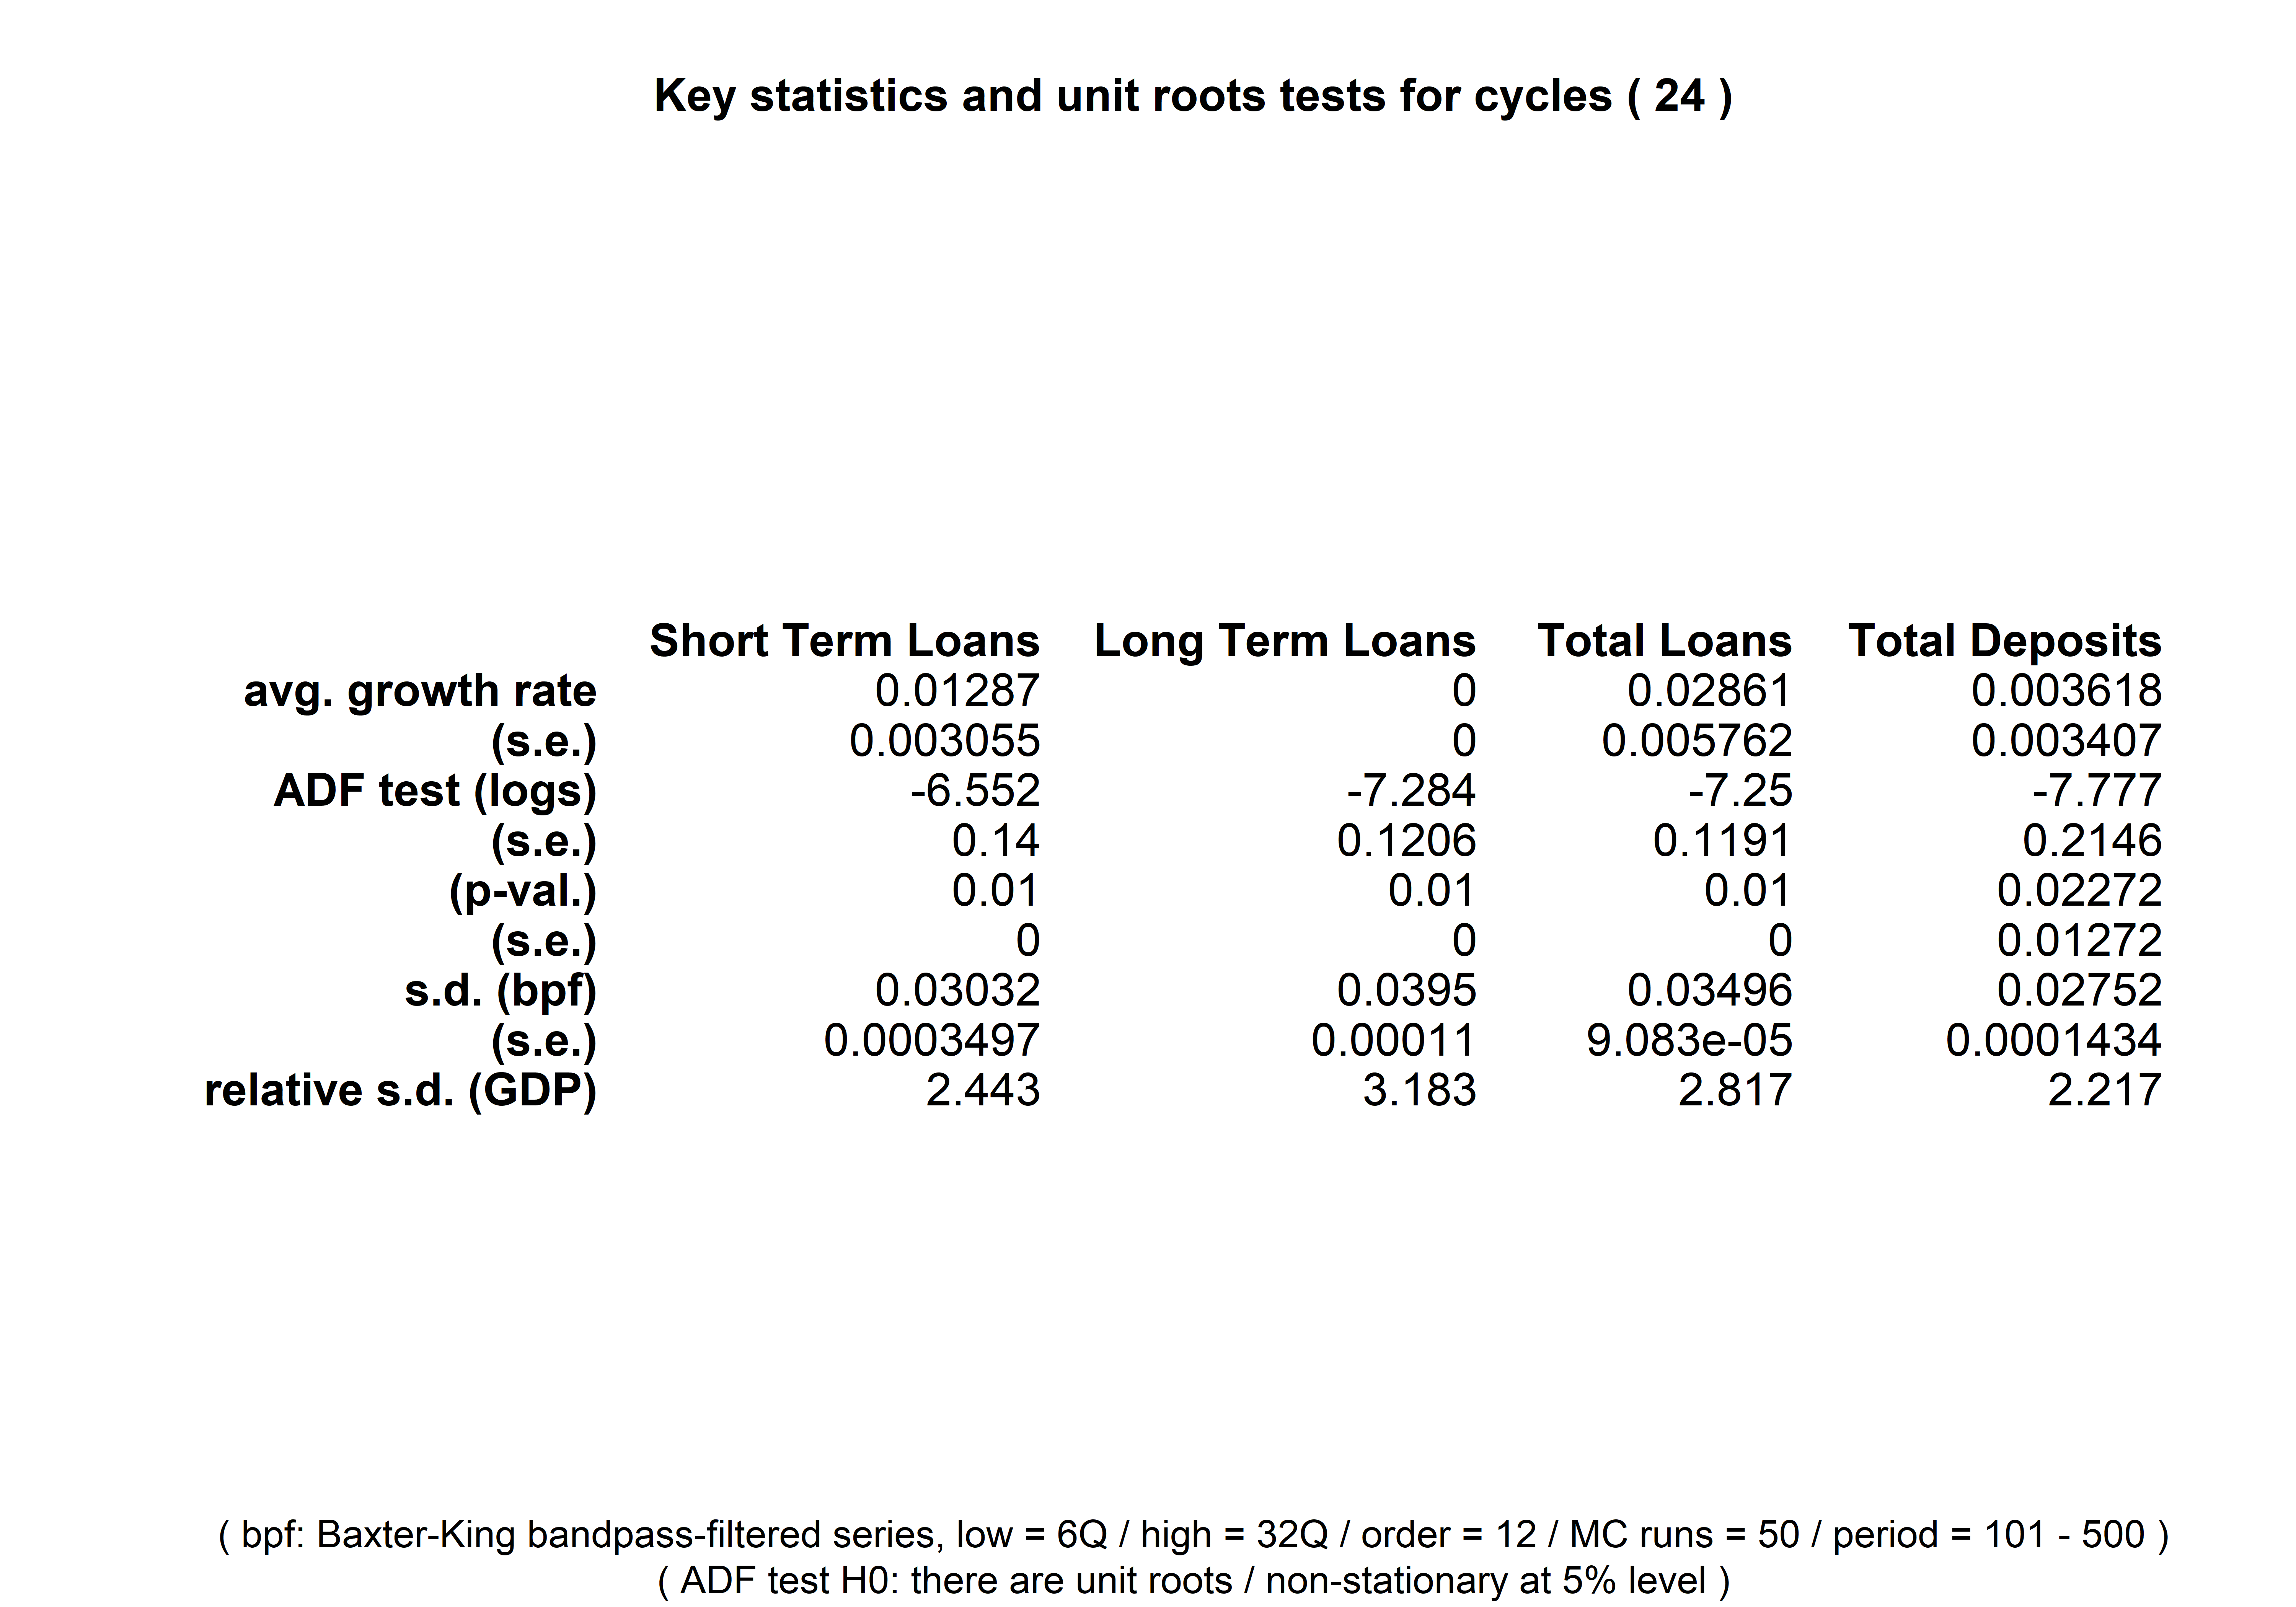 Key statistics and unit roots tests for cycles ( 24 )
Short Term Loans Long Term Loans Total Loans Total Deposits
avg. growth rate 0.01287 0 0.02861 0.003618
(s.e.) 0.003055 0 0.005762 0.003407
ADF test (logs) -6.552 -7.284 -7.25 -7.777
(s.e.) 0.14 0.1206 0.1191 0.2146
(p-val.) 0.01 0.01 0.01 0.02272
(s.e.) 0 0 0 0.01272
s.d. (bpf) 0.03032 0.0395 0.03496 0.02752
(s.e.) 0.0003497 0.00011 9.083e-05 0.0001434
relative s.d. (GDP) 2.443 3.183 2.817 2.217
( bpf: Baxter-King bandpass-filtered series, low = 6Q / high = 32Q / order = 12 / MC runs = 50 / period = 101 - 500 )
( ADF test H0: there are unit roots / non-stationary at 5% level )